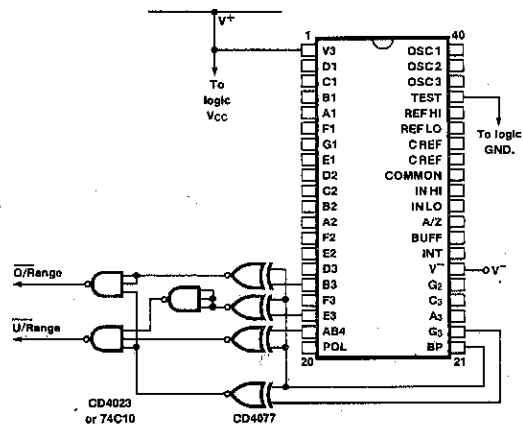 V+
To
logic
VCC
1
40
V3
D1
C1
B1
A1
F1
G1
E1
D2
C2
B2
A2
F2
E2
D3
B3
F3
E3
AB4
POL
20
OSC1
OSC2
OSC3
TEST
REF HI
REF LO
CREF
CREF
COMMON
IN HI
IN LO
A/Z
BUFF
INT
V−
G2
C3
A3
G3
BP
21
To logic
GND.
V−
O/Range
U/Range
CD4023
or 74C10
CD4077